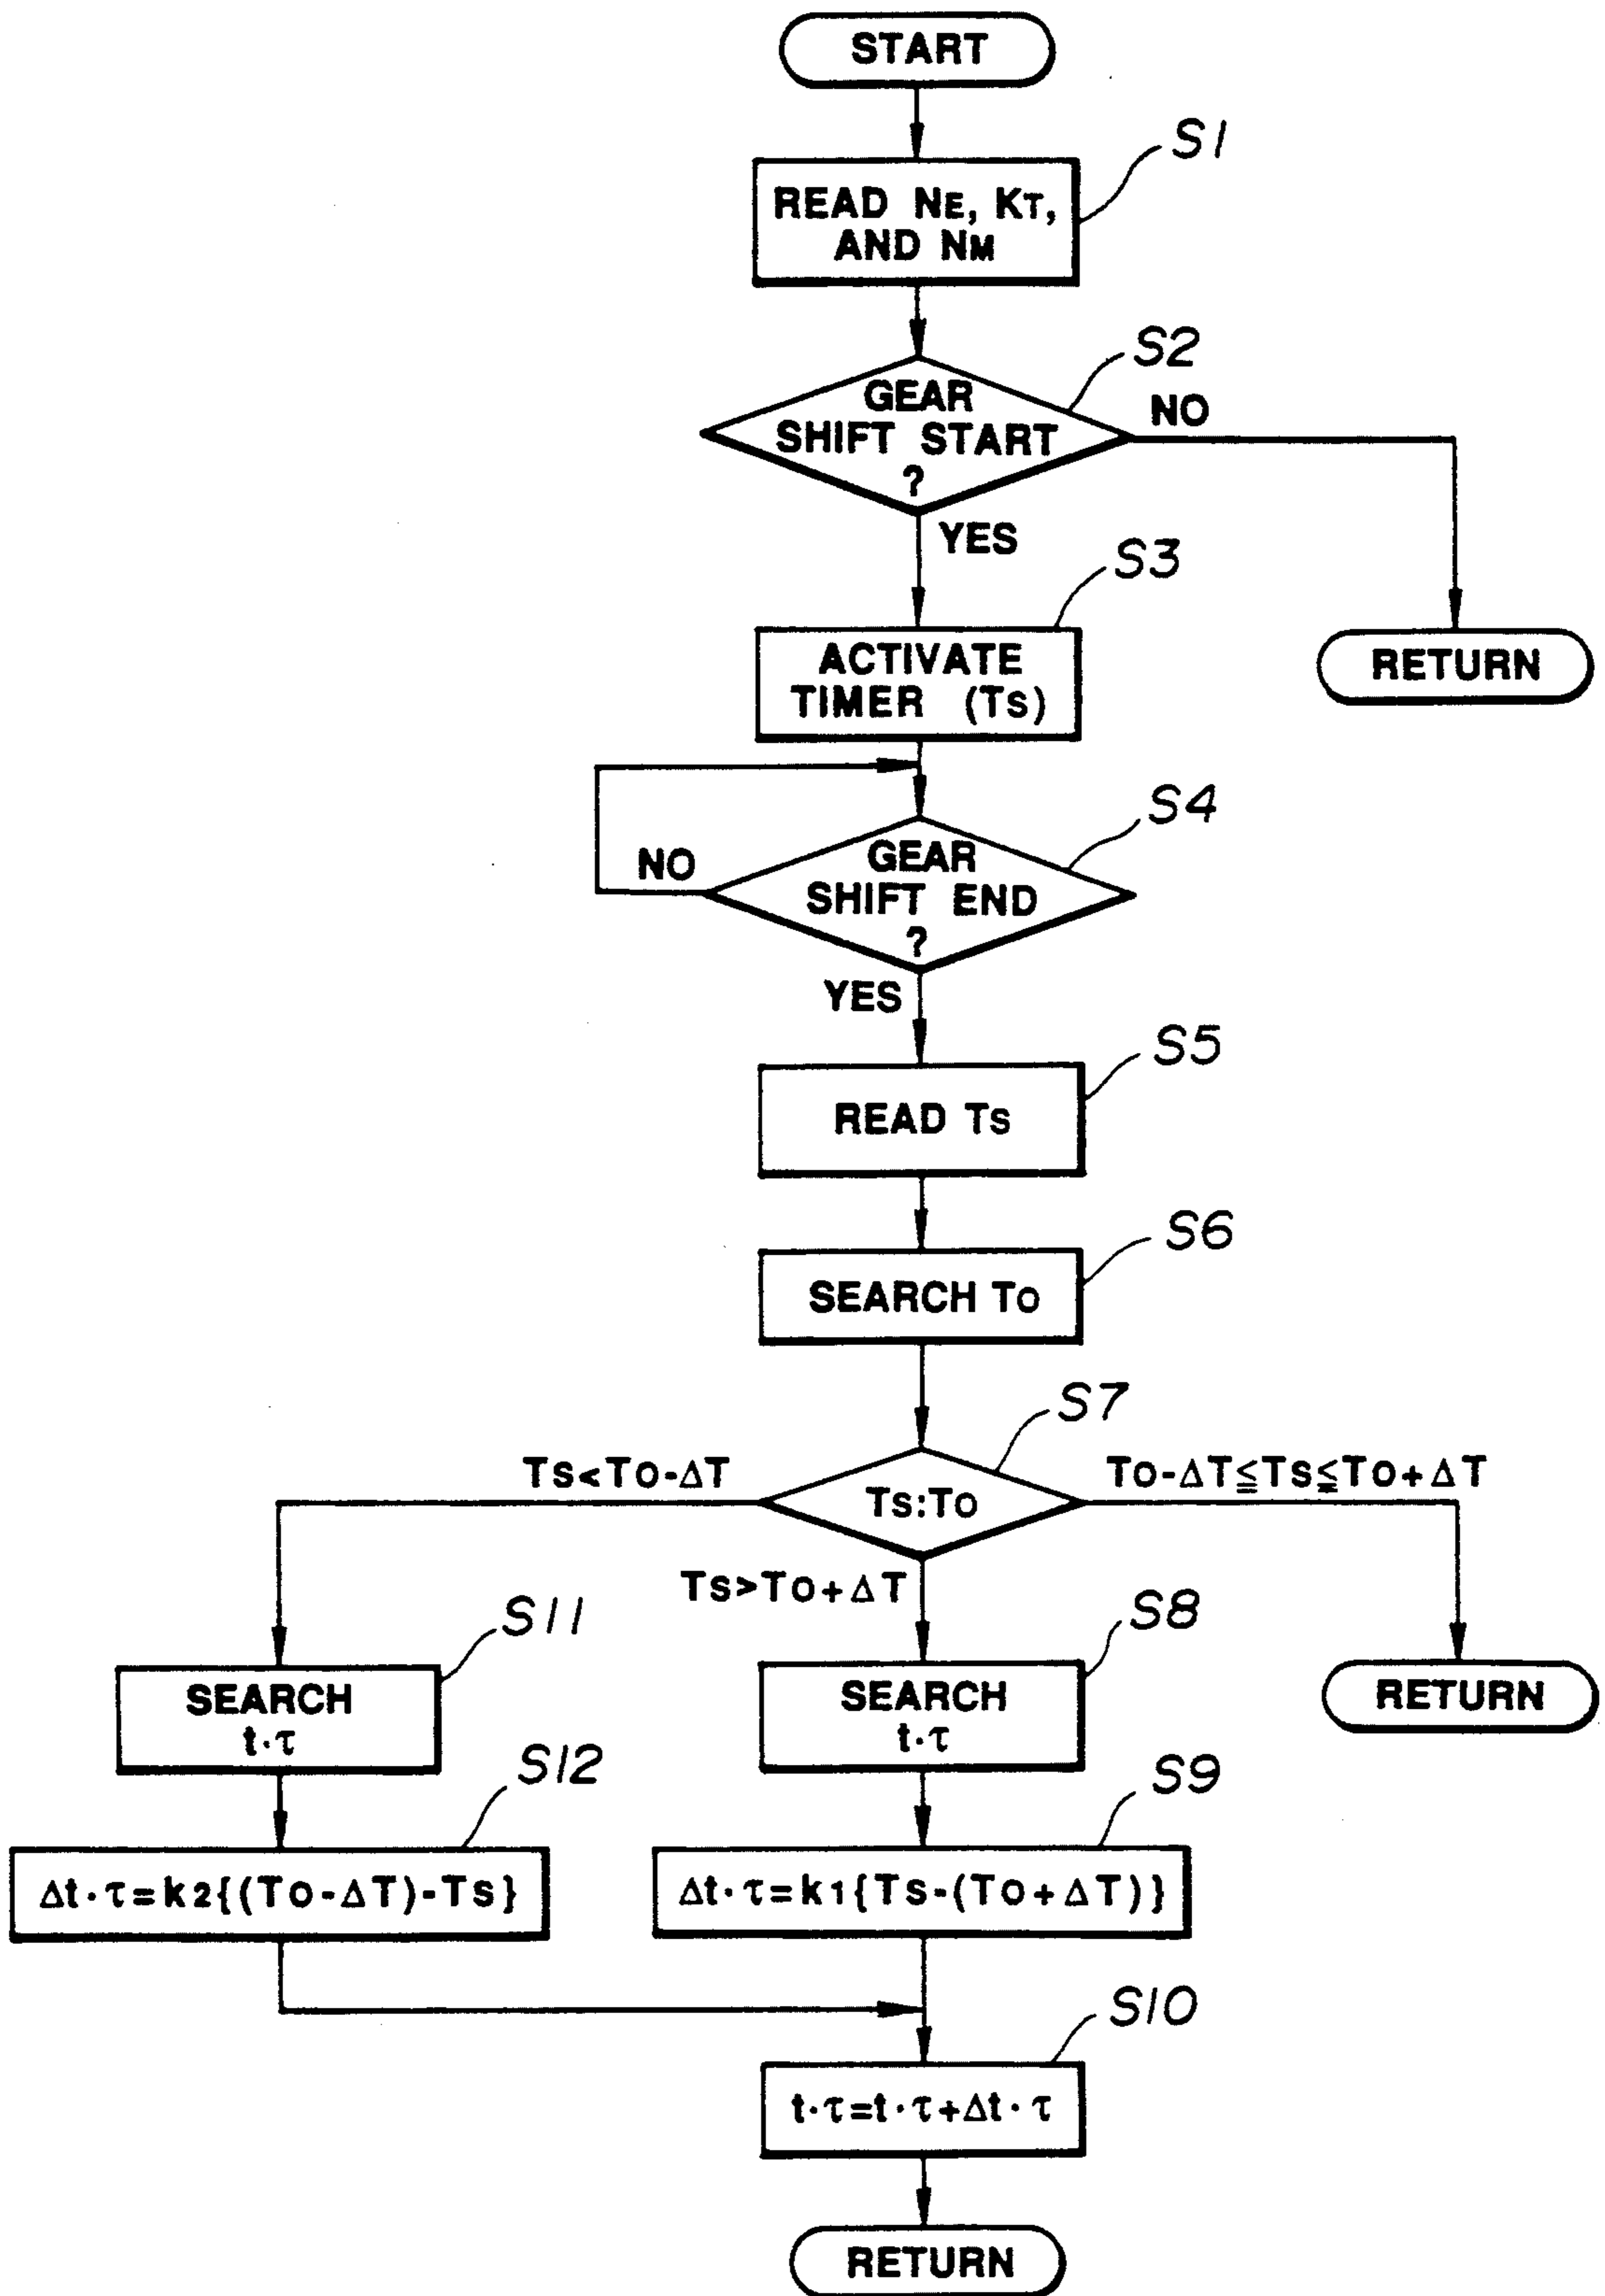 START
S1
READ NE, KT,
AND NM
S2
GEAR
SHIFT START
?
NO
YES
S3
ACTIVATE
TIMER (TS)
RETURN
S4
GEAR
SHIFT END
?
NO
YES
S5
READ TS
S6
SEARCH TO
S7
TS<TO-ΔT
TS:TO
TO-ΔT≦TS≦TO+ΔT
TS>TO+ΔT
S11
SEARCH
t·τ
S8
SEARCH
t·τ
RETURN
S12
Δt·τ=k2{(TO-ΔT)-TS}
S9
Δt·τ=k1{TS-(TO+ΔT)}
S10
t·τ=t·τ+Δt·τ
RETURN